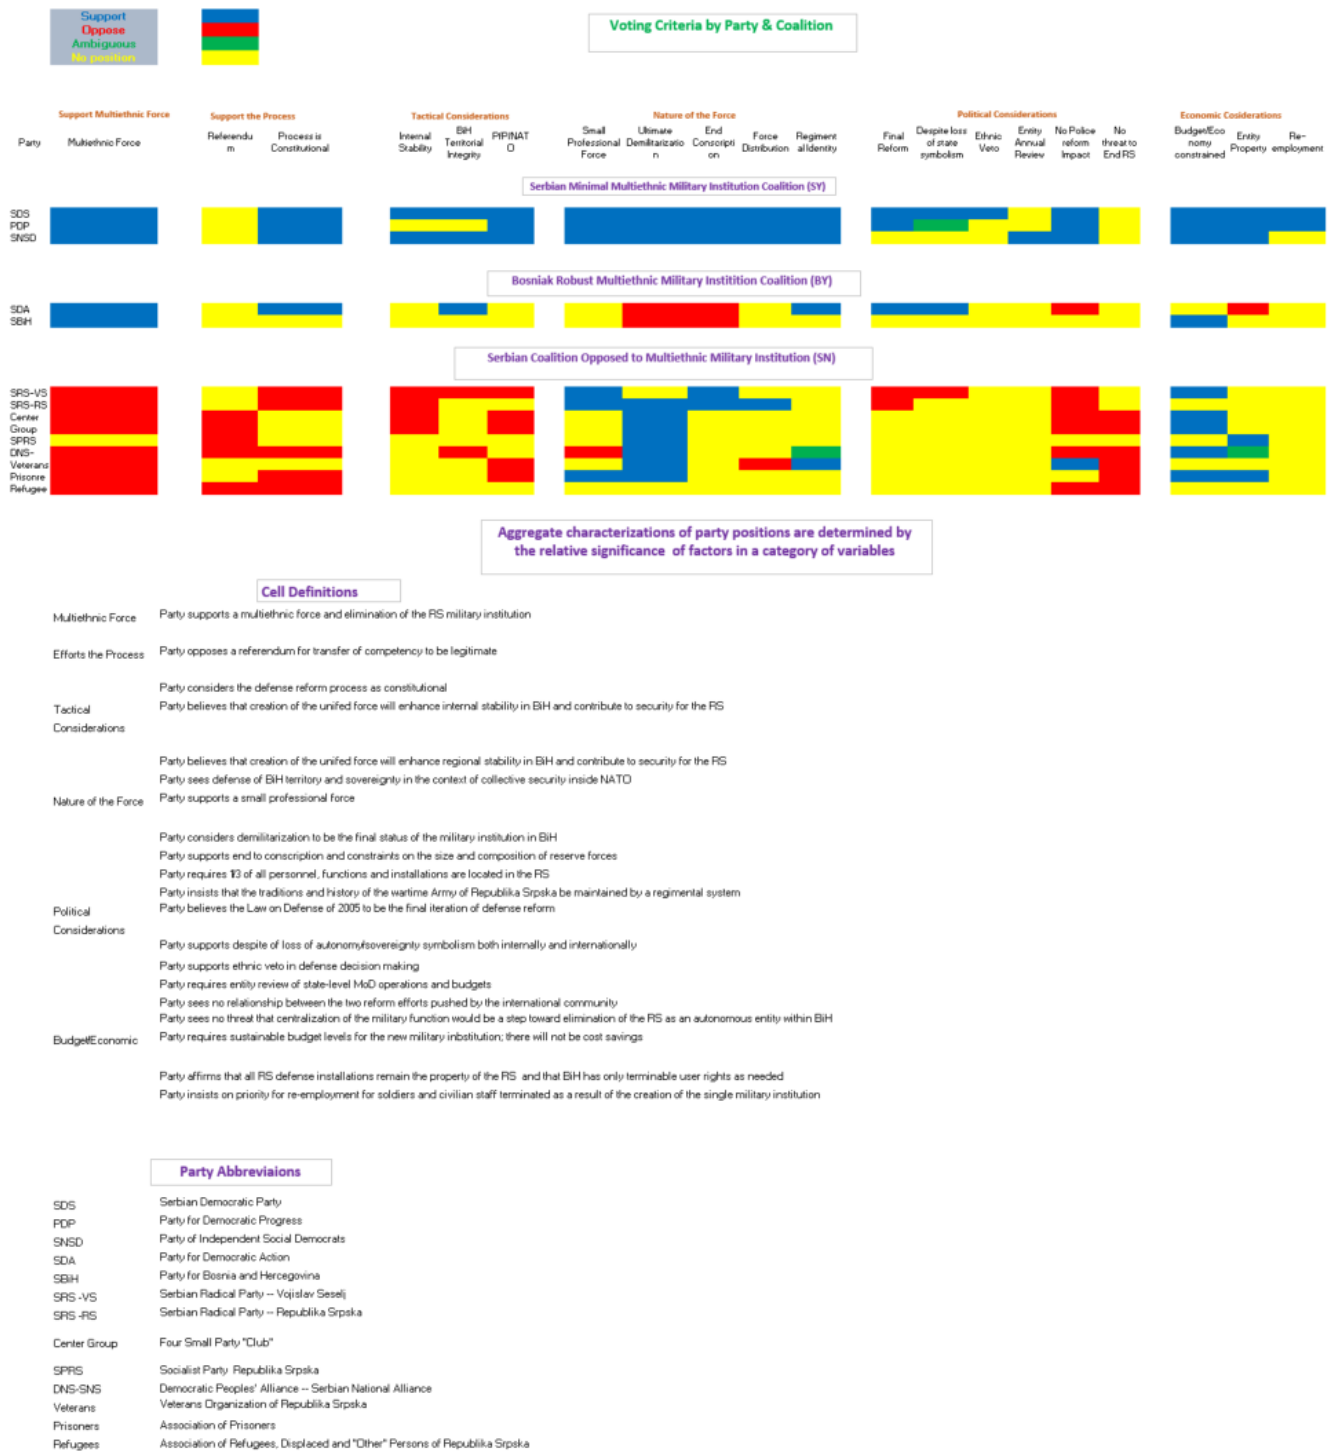 Support
Oppose
Ambiguous
No position
Voting Criteria by Party & Coalition
Support Multiethnic Force
Support the Process
Tactical Considerations
Nature of the Force
Political Considerations
Economic Cosiderations
Party
Multiethnic Force
Referendu
m
Process is
Constitutional
Internal
Stability
BiH
Territorial
Integrity
PfP/NAT
O
Small
Professional
Force
Ultimate
Demilitarizatio
n
End
Conscripti
on
Force
Distribution
Regiment
al Identity
Final
Reform
Despite loss
of state
symbolism
Ethnic
Veto
Entity
Annual
Review
No Police
reform
Impact
No
threat to
End RS
Budget/Eco
nomy
constrained
Entity
Property
Re-
employment
Serbian Minimal Multiethnic Military Institution Coalition (SY)
SDS
PDP
SNSD
Bosniak Robust Multiethnic Military Institition Coalition (BY)
SDA
SBiH
Serbian Coalition Opposed to Multiethnic Military Institution (SN)
SRS-VS
SRS-RS
Center
Group
SPRS
DNS-
Veterans
Prisonre
Refugee
Aggregate characterizations of party positions are determined by
the relative significance of factors in a category of variables
Cell Definitions
Multiethnic Force Party supports a multiethnic force and elimination of the RS military institution
Efforts the Process Party opposes a referendum for transfer of competency to be legitimate
Party considers the defense reform process as constitutional
Tactical Party believes that creation of the unifed force will enhance internal stability in BiH and contribute to security for the RS
Considerations
Party believes that creation of the unifed force will enhance regional stability in BiH and contribute to security for the RS
Party sees defense of BiH territory and sovereignty in the context of collective security inside NATO
Nature of the Force Party supports a small professional force
Party considers demilitarization to be the final status of the military institution in BiH
Party supports end to conscription and constraints on the size and composition of reserve forces
Party requires 1/3 of all personnel, functions and installations are located in the RS
Party insists that the traditions and history of the wartime Army of Republika Srpska be maintained by a regimental system
Political Party believes the Law on Defense of 2005 to be the final iteration of defense reform
Considerations
Party supports despite of loss of autonomy/sovereignty symbolism both internally and internationally
Party supports ethnic veto in defense decision making
Party requires entity review of state-level MoD operations and budgets
Party sees no relationship between the two reform efforts pushed by the international community
Party sees no threat that centralization of the military function would be a step toward elimination of the RS as an autonomous entity within BiH
Budget/Economic Party requires sustainable budget levels for the new military inbstitution; there will not be cost savings
Party affirms that all RS defense installations remain the property of the RS and that BiH has only terminable user rights as needed
Party insists on priority for re-employment for soldiers and civilian staff terminated as a result of the creation of the single military institution
Party Abbreviaions
SDS Serbian Democratic Party
PDP Party for Democratic Progress
SNSD Party of Independent Social Democrats
SDA Party for Democratic Action
SBiH Party for Bosnia and Hercegovina
SRS -VS Serbian Radical Party -- Vojislav Seselj
SRS -RS Serbian Radical Party -- Republika Srpska
Center Group Four Small Party "Club"
SPRS Socialist Party Republika Srpska
DNS-SNS Democratic Peoples' Alliance -- Serbian National Alliance
Veterans Veterans Organization of Republika Srpska
Prisoners Association of Prisoners
Refugees Association of Refugees, Displaced and "Other" Persons of Republika Srpska